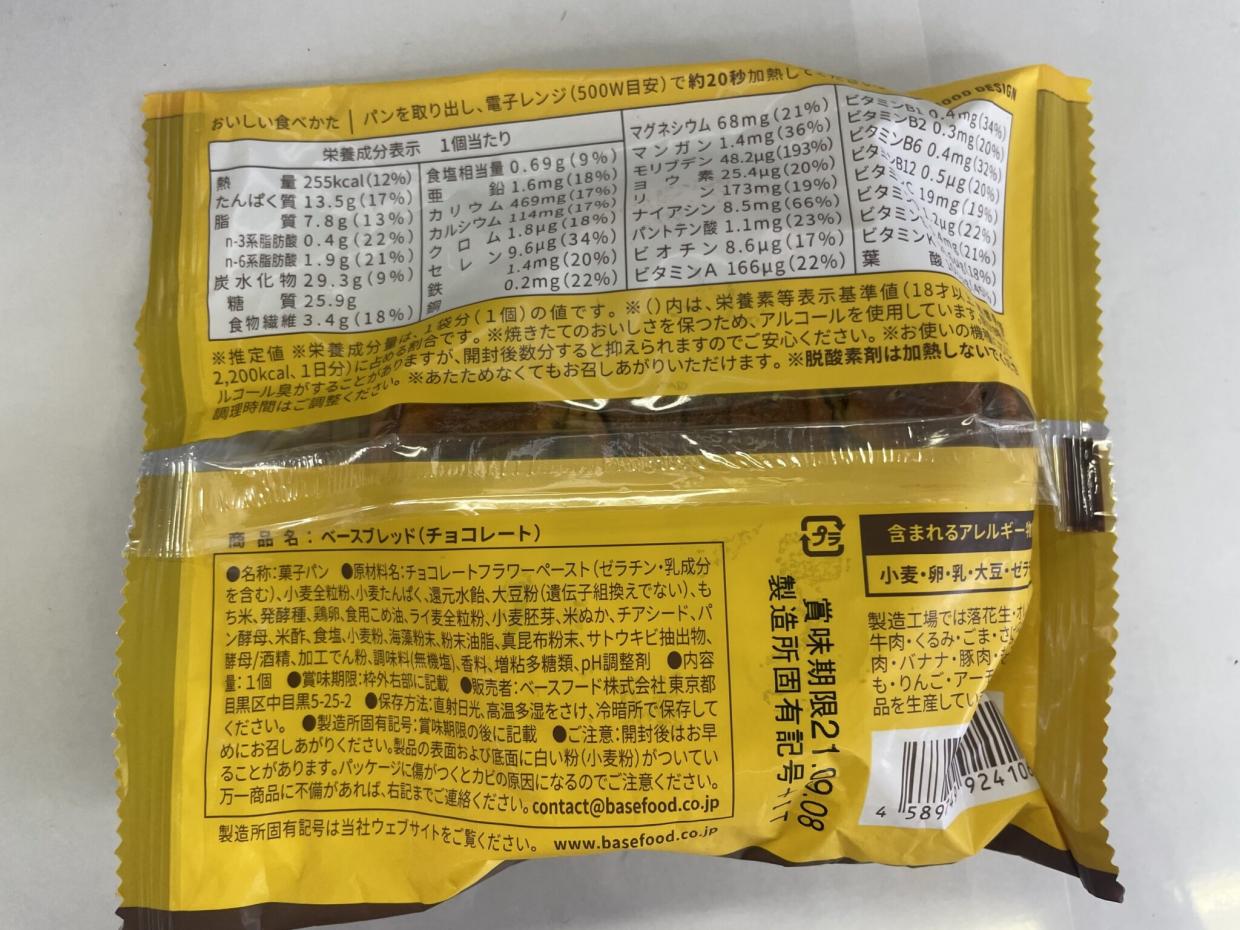 おいしい食べかた | パンを取り出し、電子レンジ(500W目安)で約20秒加熱して
FOOD DESIGN
栄養成分表示 1個当たり
熱量 255kcal(12%)
たんぱく質 13.5g(17%)
脂質 7.8g(13%)
n-3系脂肪酸 0.4g(22%)
n-6系脂肪酸 1.9g(21%)
炭水化物 29.3g(9%)
糖質 25.9g
食物繊維 3.4g(18%)
食塩相当量 0.69g(9%)
亜鉛 1.6mg(18%)
カリウム 469mg(17%)
カルシウム 114mg(17%)
クロム 1.8μg(18%)
セレン 9.6μg(34%)
鉄 1.4mg(20%)
銅 0.2mg(22%)
マグネシウム 68mg(21%)
マンガン 1.4mg(36%)
モリブデン 48.2μg(193%)
ヨウ素 25.4μg(20%)
リン 173mg(19%)
ナイアシン 8.5mg(66%)
パントテン酸 1.1mg(23%)
ビオチン 8.6μg(17%)
ビタミンA 166μg(22%)
ビタミンB1 0.4mg(34%)
ビタミンB2 0.3mg(20%)
ビタミンB6 0.4mg(32%)
ビタミンB12 0.5μg(20%)
ビタミンC 19mg(19%)
ビタミン 1.2μg(22%)
ビタミン mg(21%)
ビタミンK (18%)
葉酸
※推定値 ※栄養成分量は、1袋分(1個)の値です。※()内は、栄養素等表示基準値(18才以上、
2,200kcal、1日分)に占める割合です。※焼きたてのおいしさを保つため、アルコールを使用しています。
ルコール臭がすることがありますが、開封後数分すると抑えられますのでご安心ください。※お使いの機種
調理時間はご調整ください。※あたためなくてもお召しあがりいただけます。※脱酸素剤は加熱しないでください
商品名:ベースブレッド(チョコレート)
●名称:菓子パン ●原材料名:チョコレートフラワーペースト(ゼラチン・乳成分
を含む)、小麦全粒粉、小麦たんぱく、還元水飴、大豆粉(遺伝子組換えでない)、も
ち米、発酵種、鶏卵、食用こめ油、ライ麦全粒粉、小麦胚芽、米ぬか、チアシード、パ
ン酵母、米酢、食塩、小麦粉、海藻粉末、粉末油脂、真昆布粉末、サトウキビ抽出物、
酵母/酒精、加工でん粉、調味料(無機塩)、香料、増粘多糖類、pH調整剤 ●内容
量:1個 ●賞味期限:枠外右部に記載 ●販売者:ベースフード株式会社 東京都
目黒区中目黒5-25-2 ●保存方法:直射日光、高温多湿をさけ、冷暗所で保存して
ください。 ●製造所固有記号:賞味期限の後に記載 ●ご注意:開封後はお早
めにお召しあがりください。製品の表面および底面に白い粉(小麦粉)がついてい
ることがあります。パッケージに傷がつくとカビの原因になるのでご注意ください。
万一商品に不備があれば、右記までご連絡ください。contact@basefood.co.jp
製造所固有記号は当社ウェブサイトをご覧ください。 www.basefood.co.jp
プラ
賞味期限21.09.08
製造所固有記号+IT
含まれるアレルギー物
小麦・卵・乳・大豆・ゼラ
製造工場では落花生・オ
牛肉・くるみ・ごま・さ
肉・バナナ・豚肉・
も・りんご・アー
品を生産してい
4 589 92410